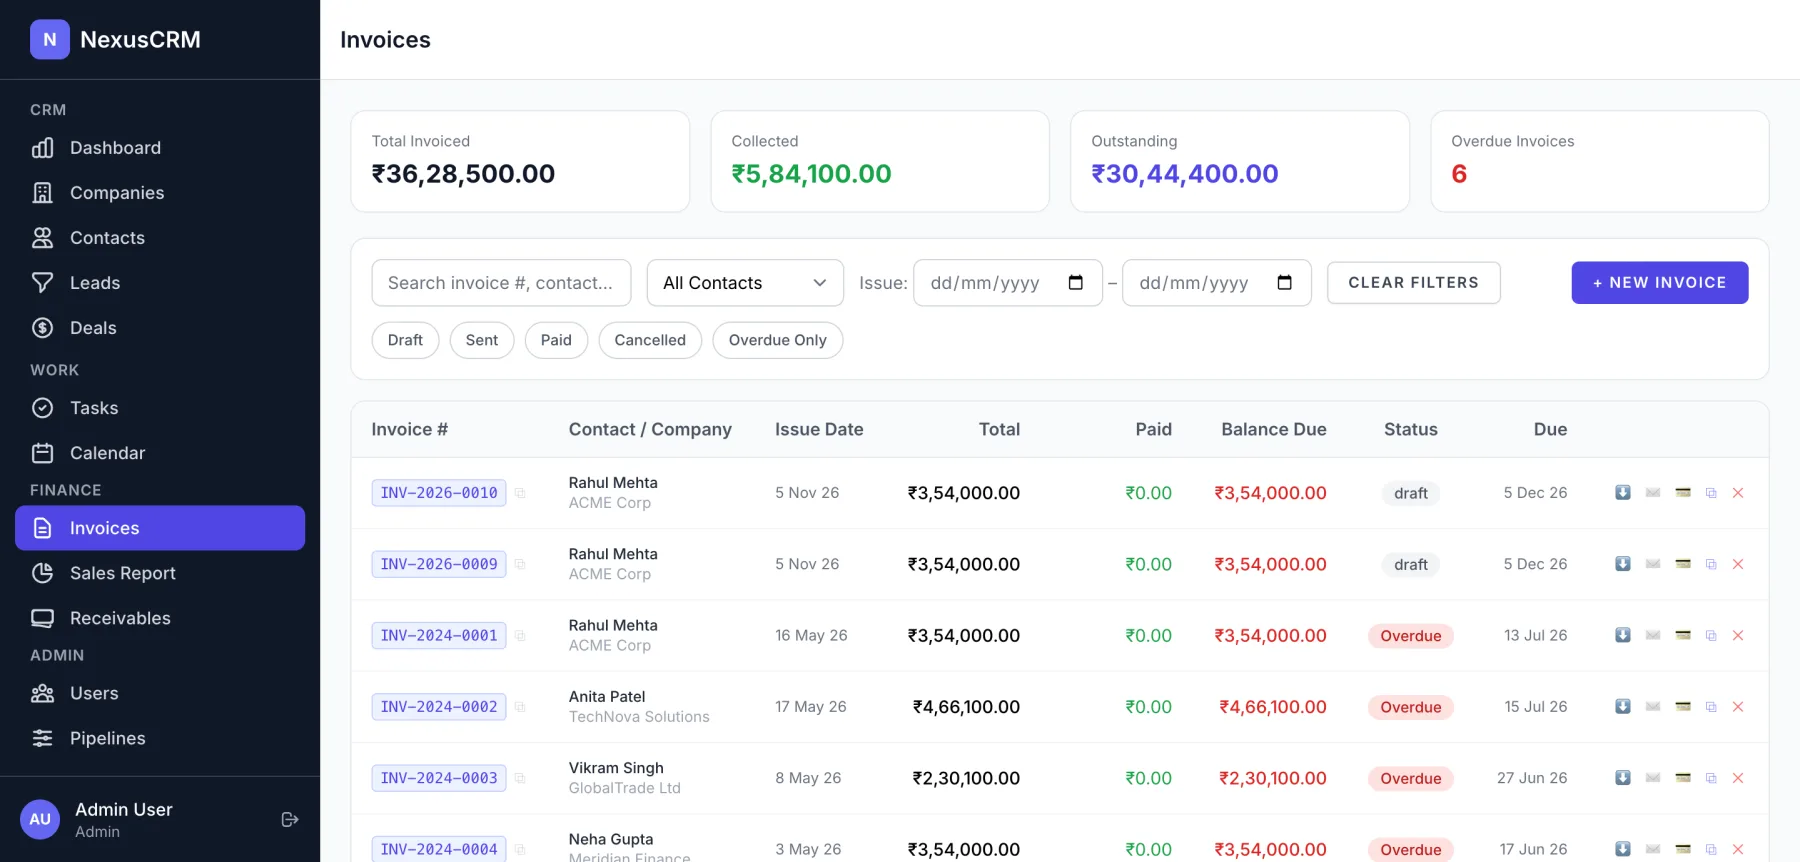 N NexusCRM
CRM
Dashboard
Companies
Contacts
Leads
Deals
WORK
Tasks
Calendar
FINANCE
Invoices
Sales Report
Receivables
ADMIN
Users
Pipelines
AU
Admin User
Admin
Invoices
Total Invoiced
₹36,28,500.00
Collected
₹5,84,100.00
Outstanding
₹30,44,400.00
Overdue Invoices
6
Search invoice #, contact... All Contacts Issue: dd/mm/yyyy – dd/mm/yyyy CLEAR FILTERS + NEW INVOICE
Draft Sent Paid Cancelled Overdue Only
Invoice # Contact / Company Issue Date Total Paid Balance Due Status Due
INV-2026-0010 Rahul Mehta 5 Nov 26 ₹3,54,000.00 ₹0.00 ₹3,54,000.00 draft 5 Dec 26
ACME Corp
INV-2026-0009 Rahul Mehta 5 Nov 26 ₹3,54,000.00 ₹0.00 ₹3,54,000.00 draft 5 Dec 26
ACME Corp
INV-2024-0001 Rahul Mehta 16 May 26 ₹3,54,000.00 ₹0.00 ₹3,54,000.00 Overdue 13 Jul 26
ACME Corp
INV-2024-0002 Anita Patel 17 May 26 ₹4,66,100.00 ₹0.00 ₹4,66,100.00 Overdue 15 Jul 26
TechNova Solutions
INV-2024-0003 Vikram Singh 8 May 26 ₹2,30,100.00 ₹0.00 ₹2,30,100.00 Overdue 27 Jun 26
GlobalTrade Ltd
INV-2024-0004 Neha Gupta 3 May 26 ₹3,54,000.00 ₹0.00 ₹3,54,000.00 Overdue 17 Jun 26
Meridian Finance